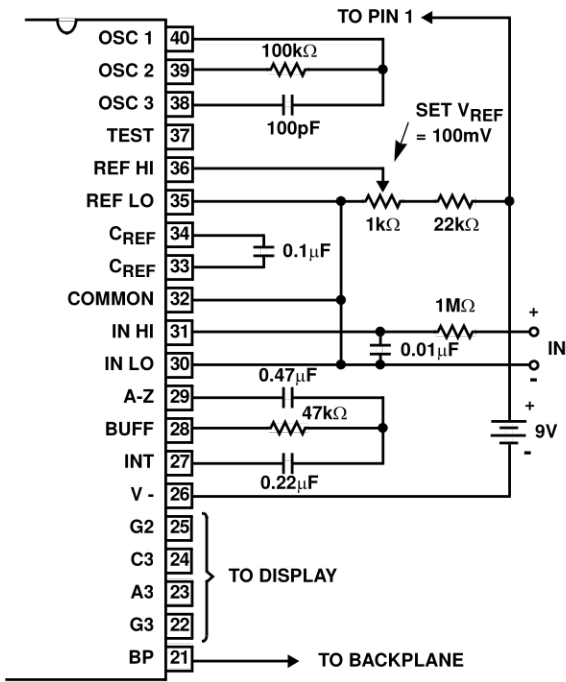 TO PIN 1
OSC 1 40
100kΩ
OSC 2 39
OSC 3 38
100pF
SET VREF
= 100mV
TEST 37
REF HI 36
REF LO 35
1kΩ 22kΩ
CREF 34
0.1μF
CREF 33
COMMON 32
1MΩ
IN HI 31
+
0.01μF
IN
IN LO 30
-
0.47μF
A-Z 29
47kΩ
+
BUFF 28
9V
-
INT 27
0.22μF
V - 26
G2 25
C3 24
TO DISPLAY
A3 23
G3 22
BP 21
TO BACKPLANE